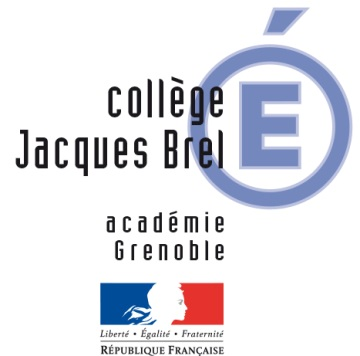 collège
Jacques Brel
É
académie
Grenoble
Liberté • Égalité • Fraternité
RÉPUBLIQUE FRANÇAISE